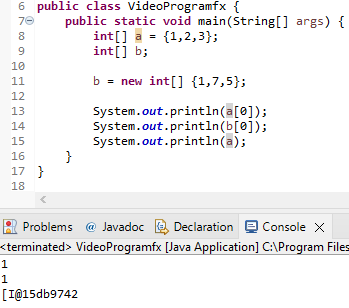 6 public class VideoProgramfx {
7 public static void main(String[] args) {
8 int[] a = {1,2,3};
9 int[] b;
10
11 b = new int[] {1,7,5};
12
13 System.out.println(a[0]);
14 System.out.println(b[0]);
15 System.out.println(a);
16 }
17 }
18
Problems @ Javadoc Declaration Console
<terminated> VideoProgramfx [Java Application] C:\Program Files
1
1
[I@15db9742